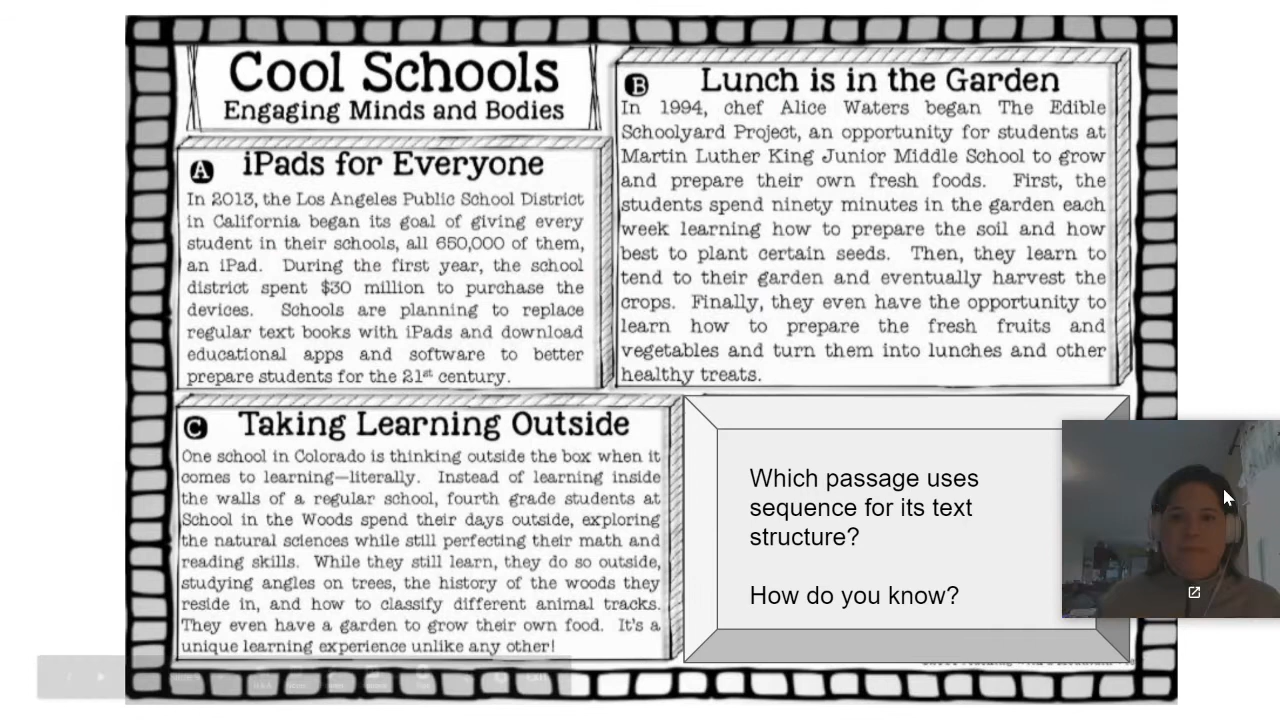 Cool Schools
Engaging Minds and Bodies
A
iPads for Everyone
In 2013, the Los Angeles Public School District
in California began its goal of giving every
student in their schools, all 650,000 of them,
an iPad. During the first year, the school
district spent $30 million to purchase the
devices. Schools are planning to replace
regular text books with iPads and download
educational apps and software to better
prepare students for the 21st century.
B
Lunch is in the Garden
In 1994, chef Alice Waters began The Edible
Schoolyard Project, an opportunity for students at
Martin Luther King Junior Middle School to grow
and prepare their own fresh foods. First, the
students spend ninety minutes in the garden each
week learning how to prepare the soil and how
best to plant certain seeds. Then, they learn to
tend to their garden and eventually harvest the
crops. Finally, they even have the opportunity to
learn how to prepare the fresh fruits and
vegetables and turn them into lunches and other
healthy treats.
C
Taking Learning Outside
One school in Colorado is thinking outside the box when it
comes to learning—literally. Instead of learning inside
the walls of a regular school, fourth grade students at
School in the Woods spend their days outside, exploring
the natural sciences while still perfecting their math and
reading skills. While they still learn, they do so outside,
studying angles on trees, the history of the woods they
reside in, and how to classify different animal tracks.
They even have a garden to grow their own food. It's a
unique learning experience unlike any other!
Which passage uses
sequence for its text
structure?
How do you know?